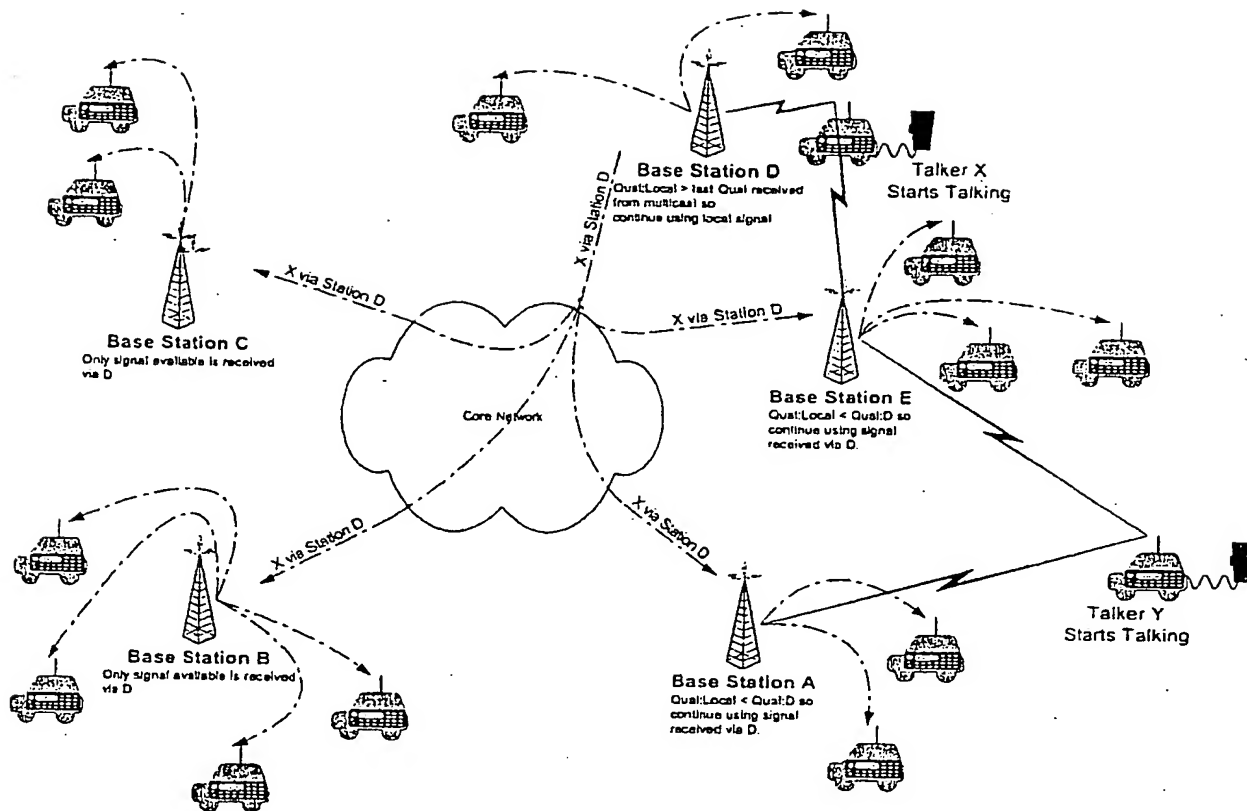 Base Station D
Qual:Local > last Qual received
from multicast so
continue using local signal
Talker X
Starts Talking
X via Station D
X via Station D
X via Station D
Base Station C
Only signal available is received
via D
Core Network
Base Station E
Qual:Local < Qual:D so
continue using signal
received via D.
X via Station D
X via Station D
Base Station B
Only signal available is received
via D
Base Station A
Qual:Local < Qual:D so
continue using signal
received via D.
Talker Y
Starts Talking